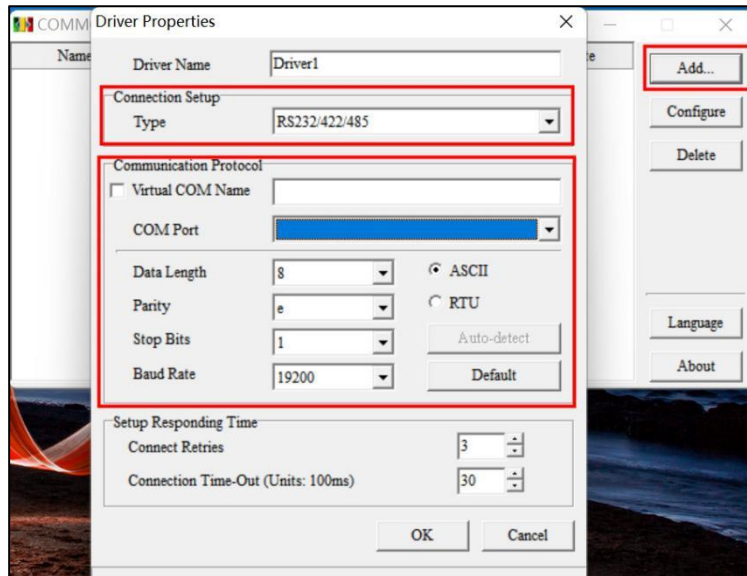 COMM
Driver Properties
Name
Driver Name
Driver1
Add...
Connection Setup
Type
RS232/422/485
Configure
Communication Protocol
Delete
Virtual COM Name
COM Port
Data Length
8
ASCII
Parity
e
RTU
Stop Bits
1
Auto-detect
Language
Baud Rate
19200
Default
About
Setup Responding Time
Connect Retries
3
Connection Time-Out (Units: 100ms)
30
OK
Cancel